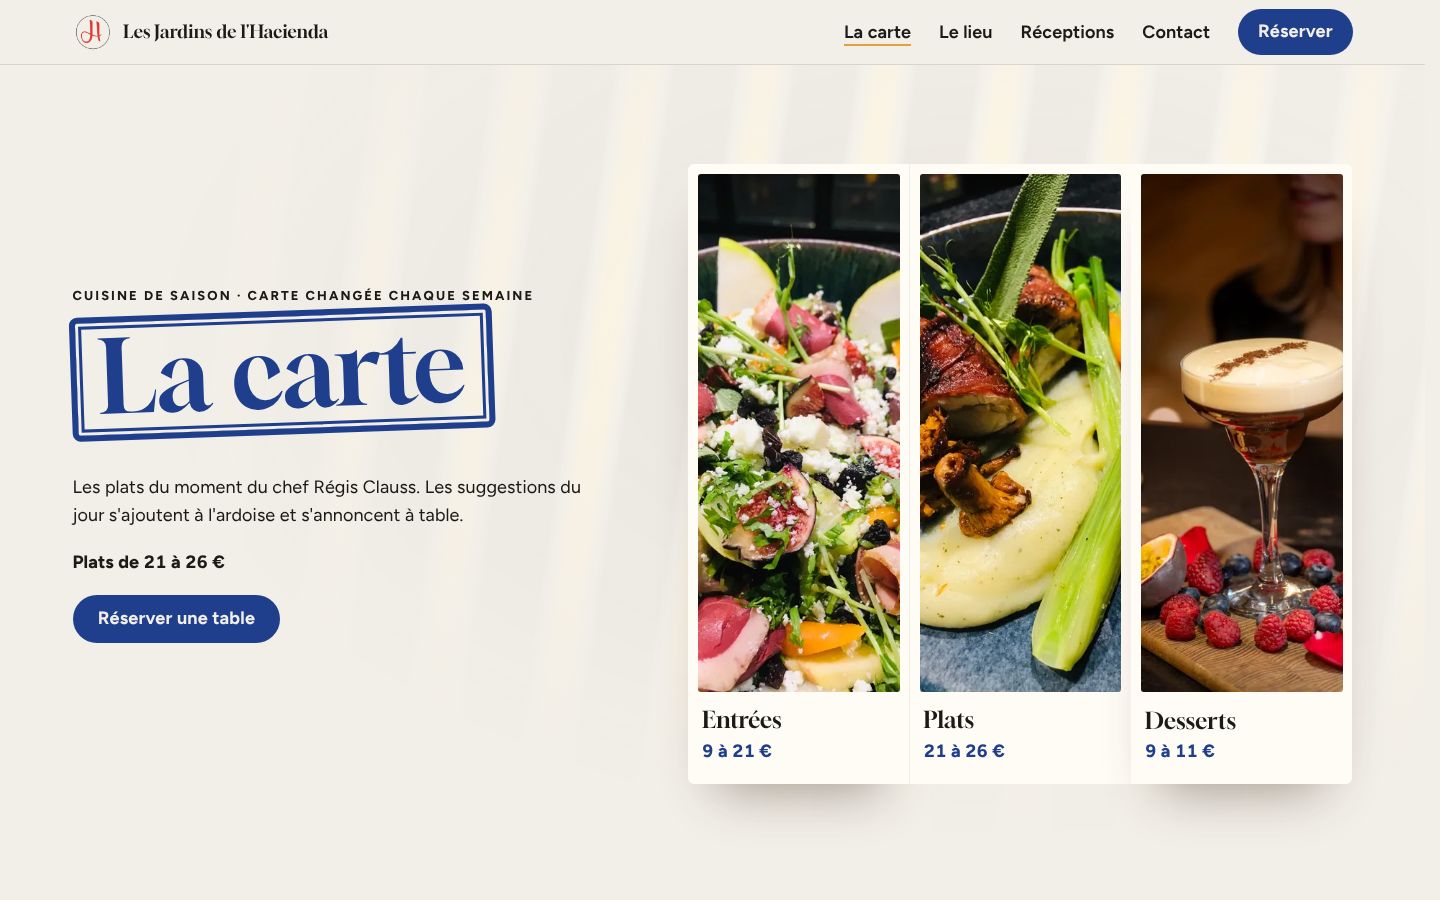 Les Jardins de l'Hacienda
La carte
Le lieu
Réceptions
Contact
Réserver
CUISINE DE SAISON · CARTE CHANGÉE CHAQUE SEMAINE
La carte
Les plats du moment du chef Régis Clauss. Les suggestions du
jour s'ajoutent à l'ardoise et s'annoncent à table.
Plats de 21 à 26 €
Réserver une table
Entrées
9 à 21 €
Plats
21 à 26 €
Desserts
9 à 11 €